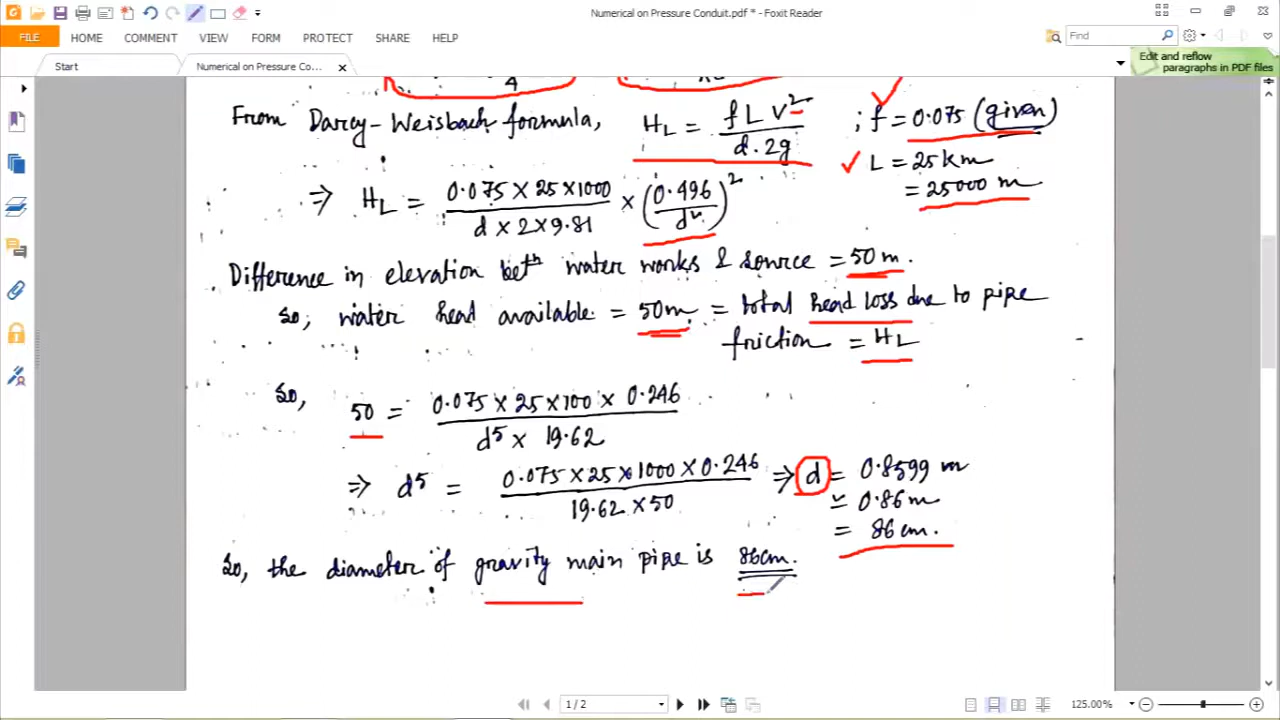 Numerical on Pressure Conduit.pdf * - Foxit Reader
FILE HOME COMMENT VIEW FORM PROTECT SHARE HELP
Find
Start Numerical on Pressure Co...
Edit and reflow
paragraphs in PDF files
4
From Darcy-Weisbach formula, H_L = f L v² / d. 2g ; f = 0.075 (given)
✓ L = 25 km
= 25000 m
⇒ H_L = 0.075 × 25 × 1000 / d × 2 × 9.81 × (0.496 / d²)²
Difference in elevation betⁿ water works & source = 50 m.
So, water head available = 50m. = total head loss due to pipe
friction = H_L
So, 50 = 0.075 × 25 × 100 × 0.246 / d⁵ × 19.62
⇒ d⁵ = 0.075 × 25 × 1000 × 0.246 / 19.62 × 50 ⇒ d = 0.8599 m
≃ 0.86 m
= 86 cm.
So, the diameter of gravity main pipe is 86cm.
1 / 2
125.00%